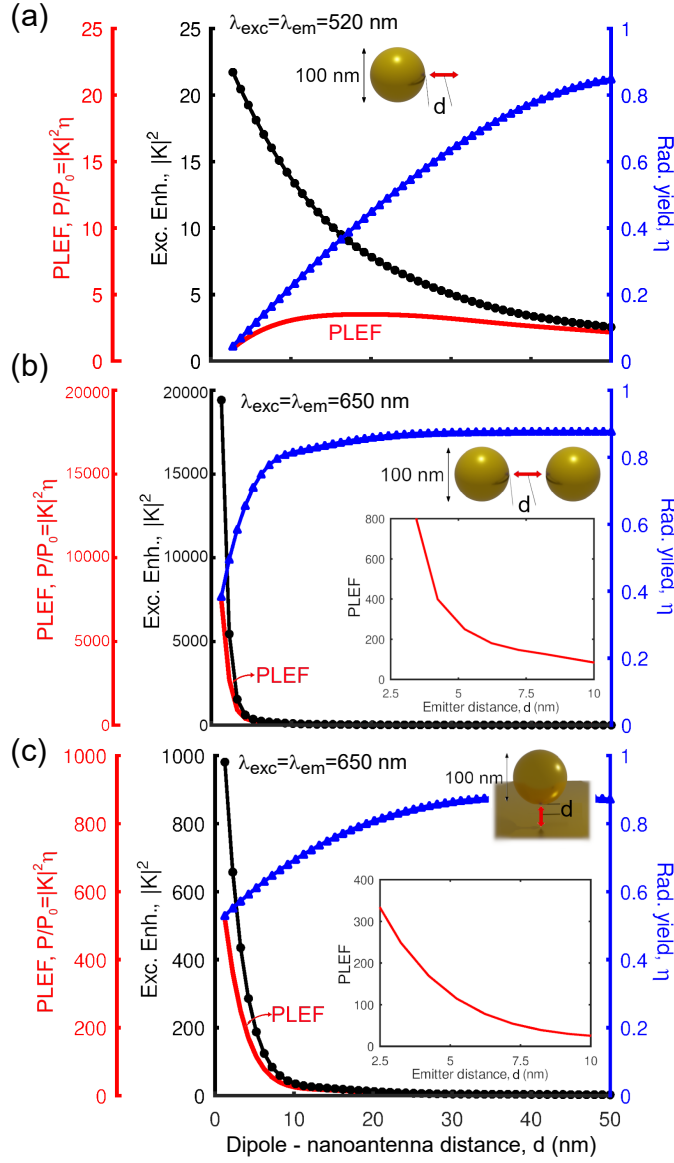 (a)
λexc=λem=520 nm
100 nm
d
25
20
15
10
5
0
PLEF, P/P0=|K|²η
25
20
15
10
5
0
Exc. Enh., |K|²
1
0.8
0.6
0.4
0.2
0
Rad. yield, η
PLEF
(b)
λexc=λem=650 nm
100 nm
d
20000
15000
10000
5000
0
PLEF, P/P0=|K|²η
20000
15000
10000
5000
0
Exc. Enh., |K|²
1
0.8
0.6
0.4
0.2
0
Rad. ylled, η
PLEF
800
600
400
200
0
PLEF
2.5 5 7.5 10
Emitter distance, d (nm)
(c)
λexc=λem=650 nm
100 nm
d
1000
800
600
400
200
0
PLEF, P/P0=|K|²η
1000
800
600
400
200
0
Exc. Enh., |K|²
1
0.8
0.6
0.4
0.2
0
Rad. yield, η
PLEF
400
300
200
100
0
PLEF
2.5 5 7.5 10
Emitter distance, d (nm)
0 10 20 30 40 50
Dipole - nanoantenna distance, d (nm)